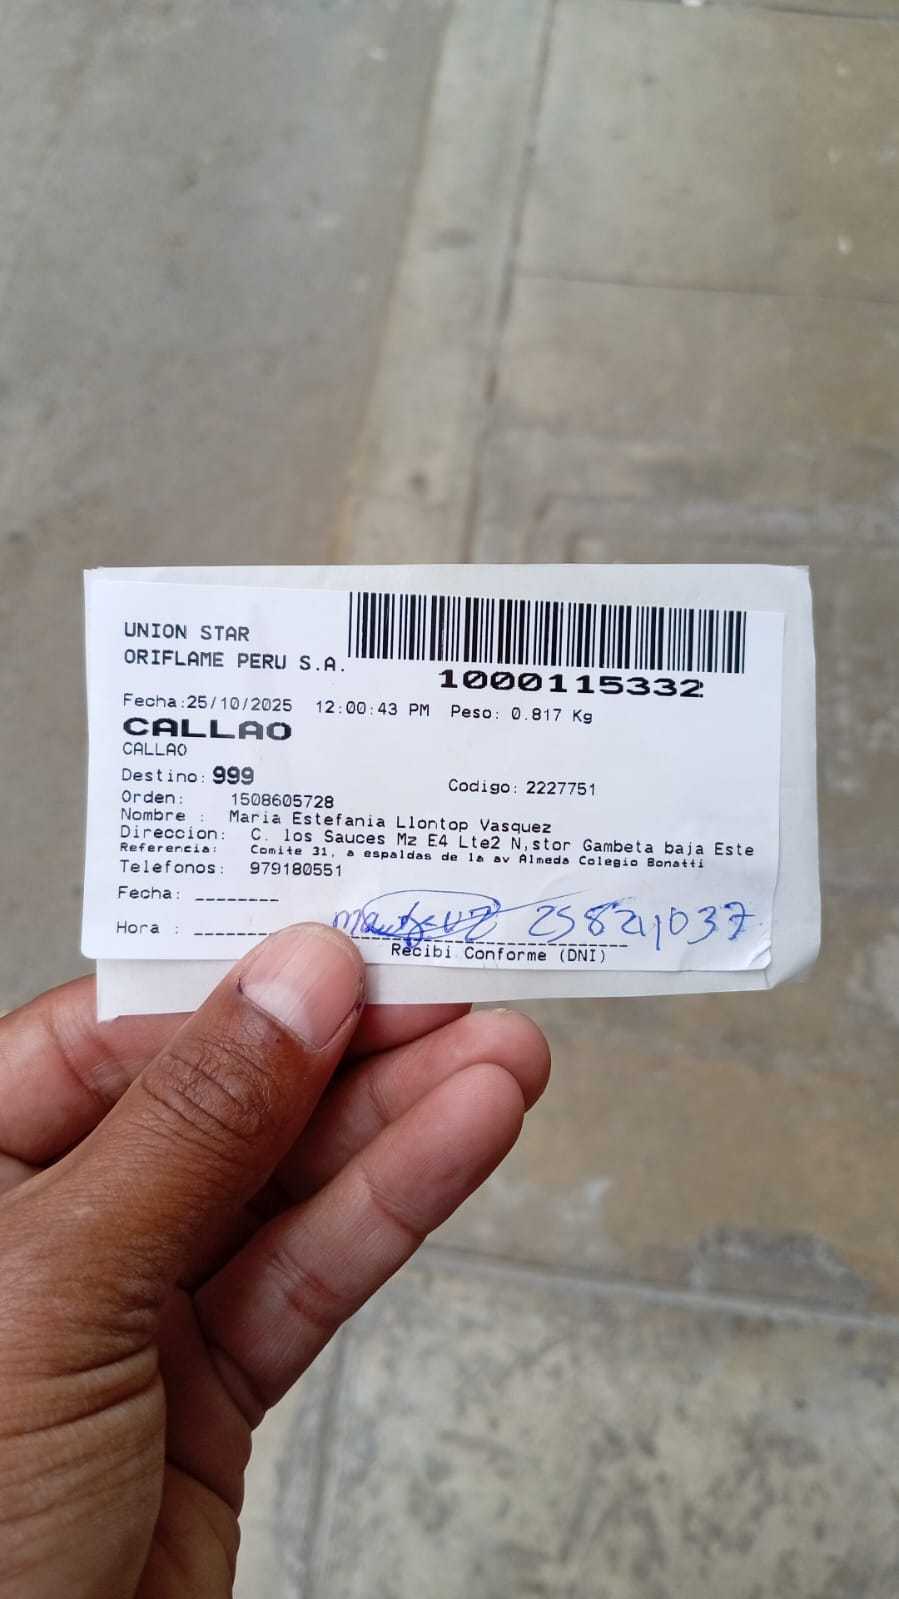 UNION STAR
ORIFLAME PERU S.A.
1000115332
Fecha:25/10/2025 12:00:43 PM Peso: 0.817 Kg
CALLAO
CALLAO
Destino: 999
Codigo: 2227751
Orden: 1508605728
Nombre : Maria Estefania Llontop Vasquez
Direccion: C. los Sauces Mz E4 Lte2 N,stor Gambeta baja Este
Referencia: Comite 31, a espaldas de la av Almeda Colegio Bonatti
Telefonos: 979180551
Fecha: ________
Hora :
Recibi Conforme (DNI)